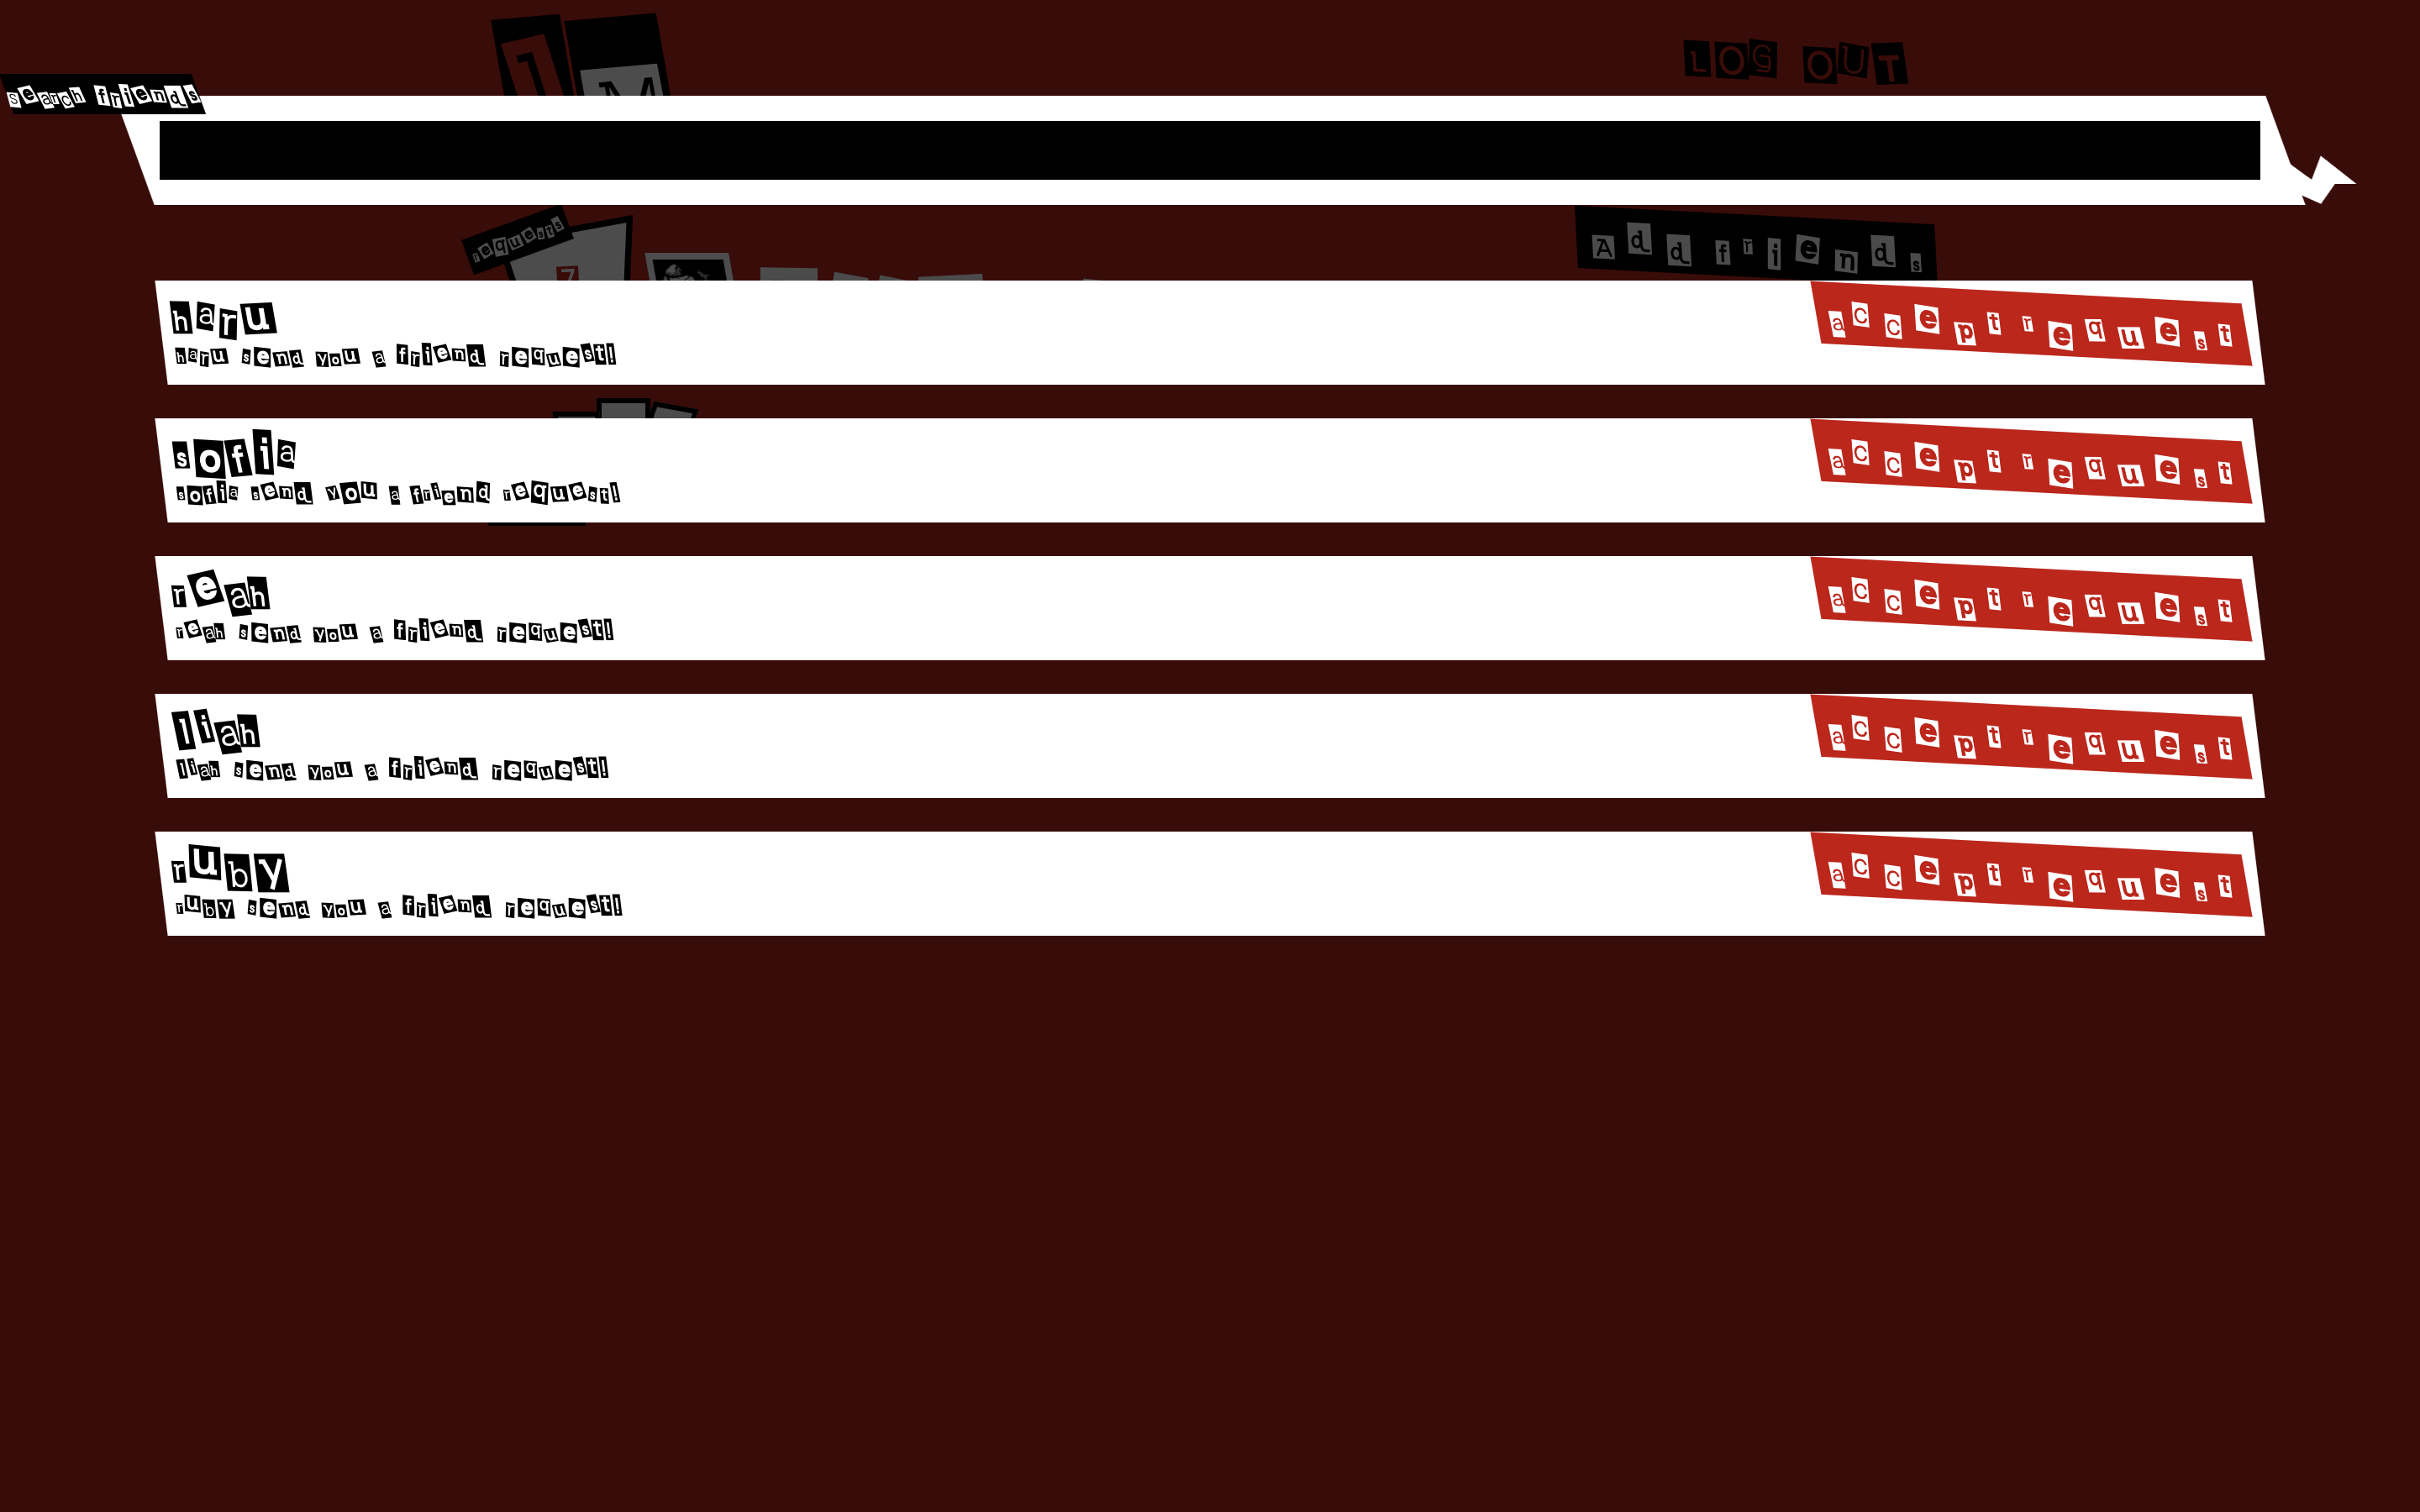 1 M
LOG OUT
search friends
requests
7
Add friends
haru
haru send you a friend request!
accept request
sofia
sofia send you a friend request!
accept request
reah
reah send you a friend request!
accept request
liah
liah send you a friend request!
accept request
ruby
ruby send you a friend request!
accept request